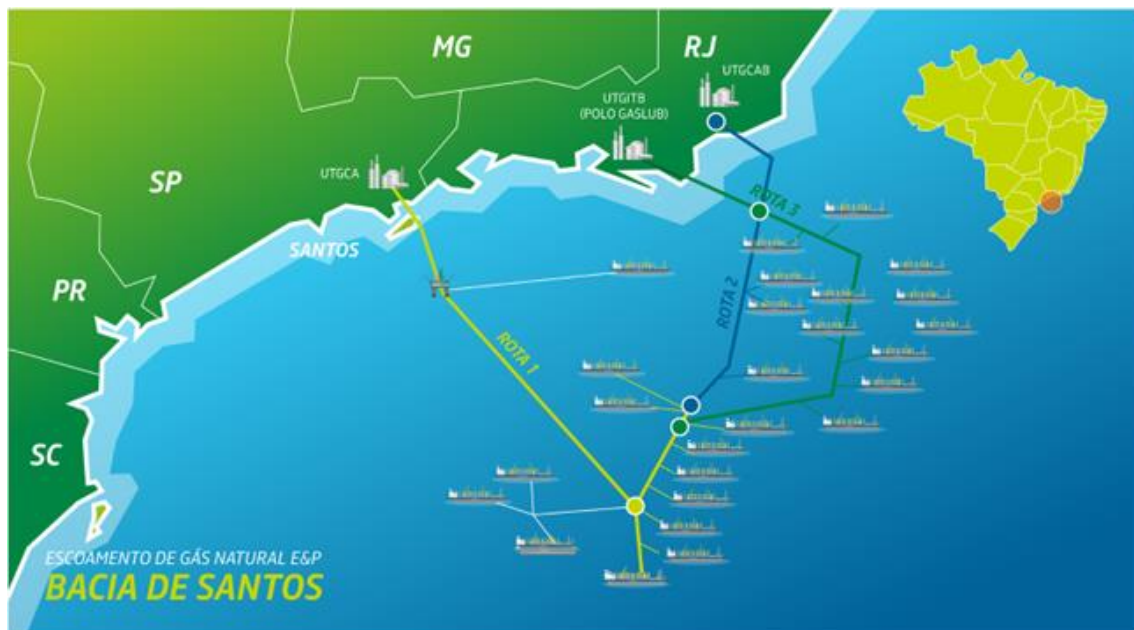 MG
RJ
UTGCAB
UTGITB
(POLO GASLUB)
UTGCA
SP
ROTA 3
SANTOS
PR
ROTA 2
ROTA 1
SC
ESCOAMENTO DE GÁS NATURAL E&P
BACIA DE SANTOS